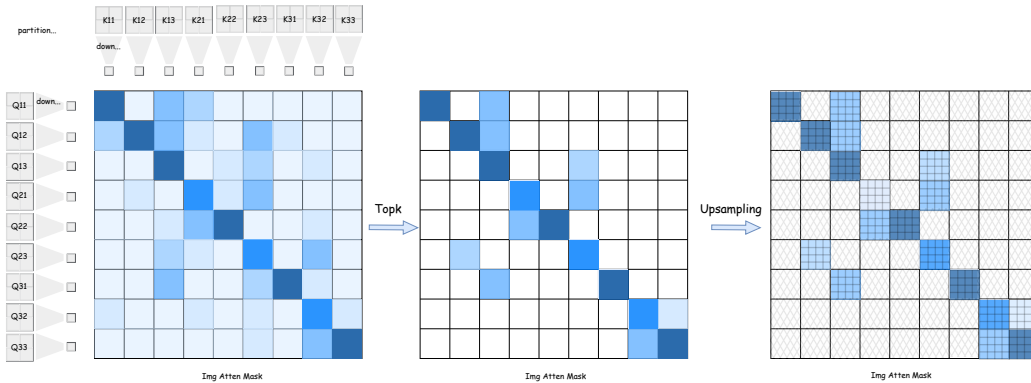 K11 K12 K13 K21 K22 K23 K31 K32 K33
partition...
down...
Q11 down...
Q12
Q13
Q21
Q22
Q23
Q31
Q32
Q33
Topk
Upsampling
Img Atten Mask Img Atten Mask Img Atten Mask